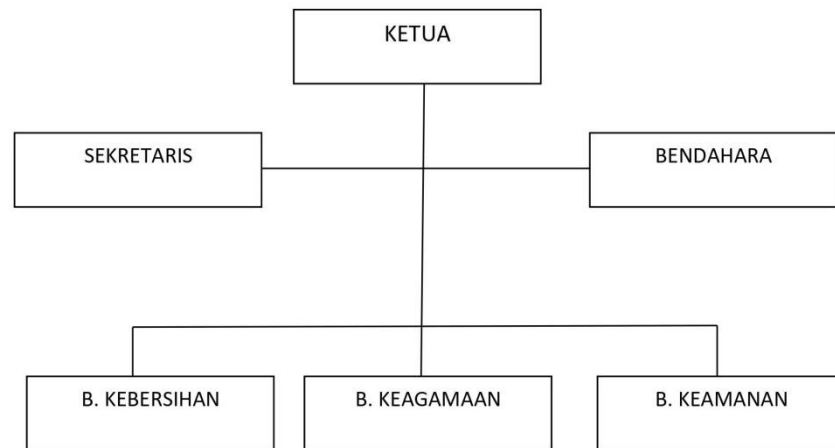 KETUA
SEKRETARIS
BENDAHARA
B. KEBERSIHAN
B. KEAGAMAAN
B. KEAMANAN